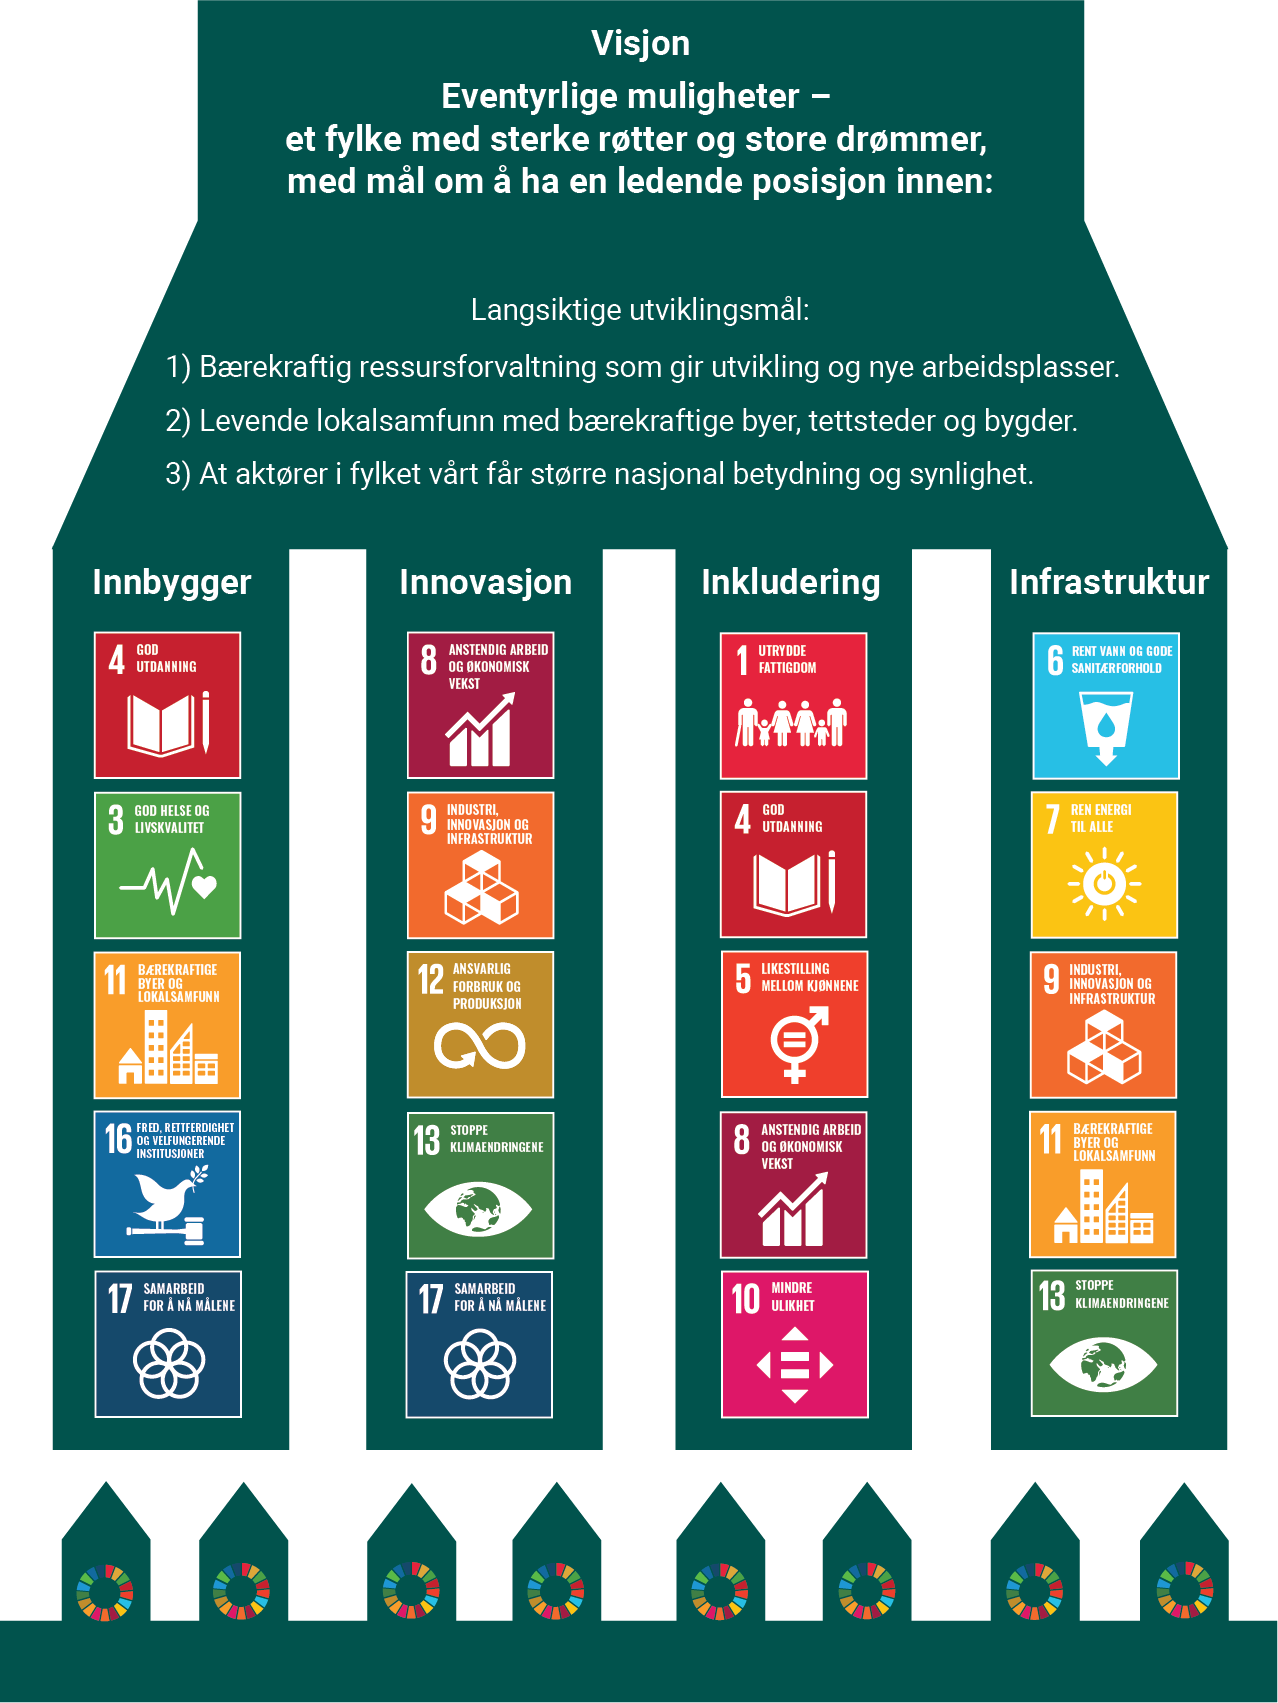 Visjon
Eventyrlige muligheter –
et fylke med sterke røtter og store drømmer,
med mål om å ha en ledende posisjon innen:
Langsiktige utviklingsmål:
1) Bærekraftig ressursforvaltning som gir utvikling og nye arbeidsplasser.
2) Levende lokalsamfunn med bærekraftige byer, tettsteder og bygder.
3) At aktører i fylket vårt får større nasjonal betydning og synlighet.
Innbygger
4 GOD
UTDANNING
3 GOD HELSE OG
LIVSKVALITET
11 BÆREKRAFTIGE
BYER OG
LOKALSAMFUNN
16 FRED, RETTFERDIGHET
OG VELFUNGERENDE
INSTITUSJONER
17 SAMARBEID
FOR Å NÅ MÅLENE
Innovasjon
8 ANSTENDIG ARBEID
OG ØKONOMISK
VEKST
9 INDUSTRI,
INNOVASJON OG
INFRASTRUKTUR
12 ANSVARLIG
FORBRUK OG
PRODUKSJON
13 STOPPE
KLIMAENDRINGENE
17 SAMARBEID
FOR Å NÅ MÅLENE
Inkludering
1 UTRYDDE
FATTIGDOM
4 GOD
UTDANNING
5 LIKESTILLING
MELLOM KJØNNENE
8 ANSTENDIG ARBEID
OG ØKONOMISK
VEKST
10 MINDRE
ULIKHET
Infrastruktur
6 RENT VANN OG GODE
SANITÆRFORHOLD
7 REN ENERGI
TIL ALLE
9 INDUSTRI,
INNOVASJON OG
INFRASTRUKTUR
11 BÆREKRAFTIGE
BYER OG
LOKALSAMFUNN
13 STOPPE
KLIMAENDRINGENE